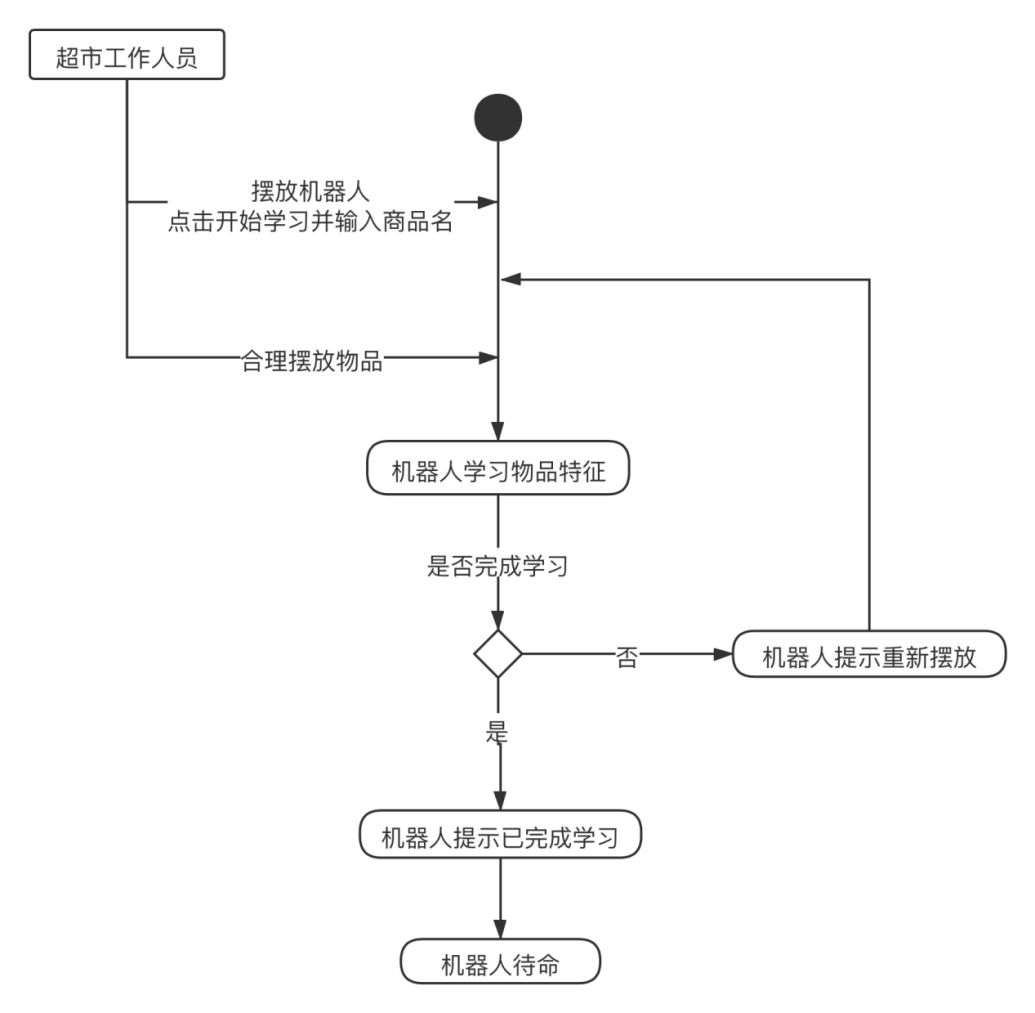 超市工作人员
摆放机器人
点击开始学习并输入商品名
合理摆放物品
机器人学习物品特征
是否完成学习
否
机器人提示重新摆放
是
机器人提示已完成学习
机器人待命